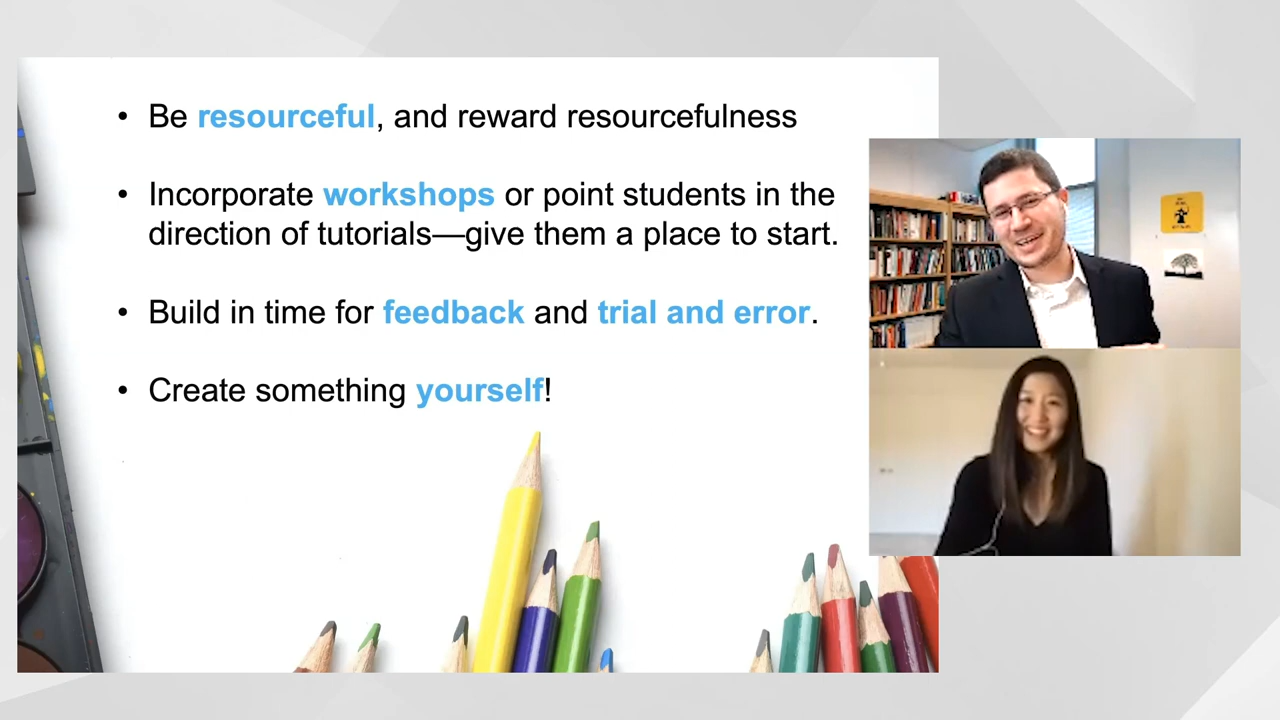 • Be resourceful, and reward resourcefulness
• Incorporate workshops or point students in the
direction of tutorials—give them a place to start.
• Build in time for feedback and trial and error.
• Create something yourself!